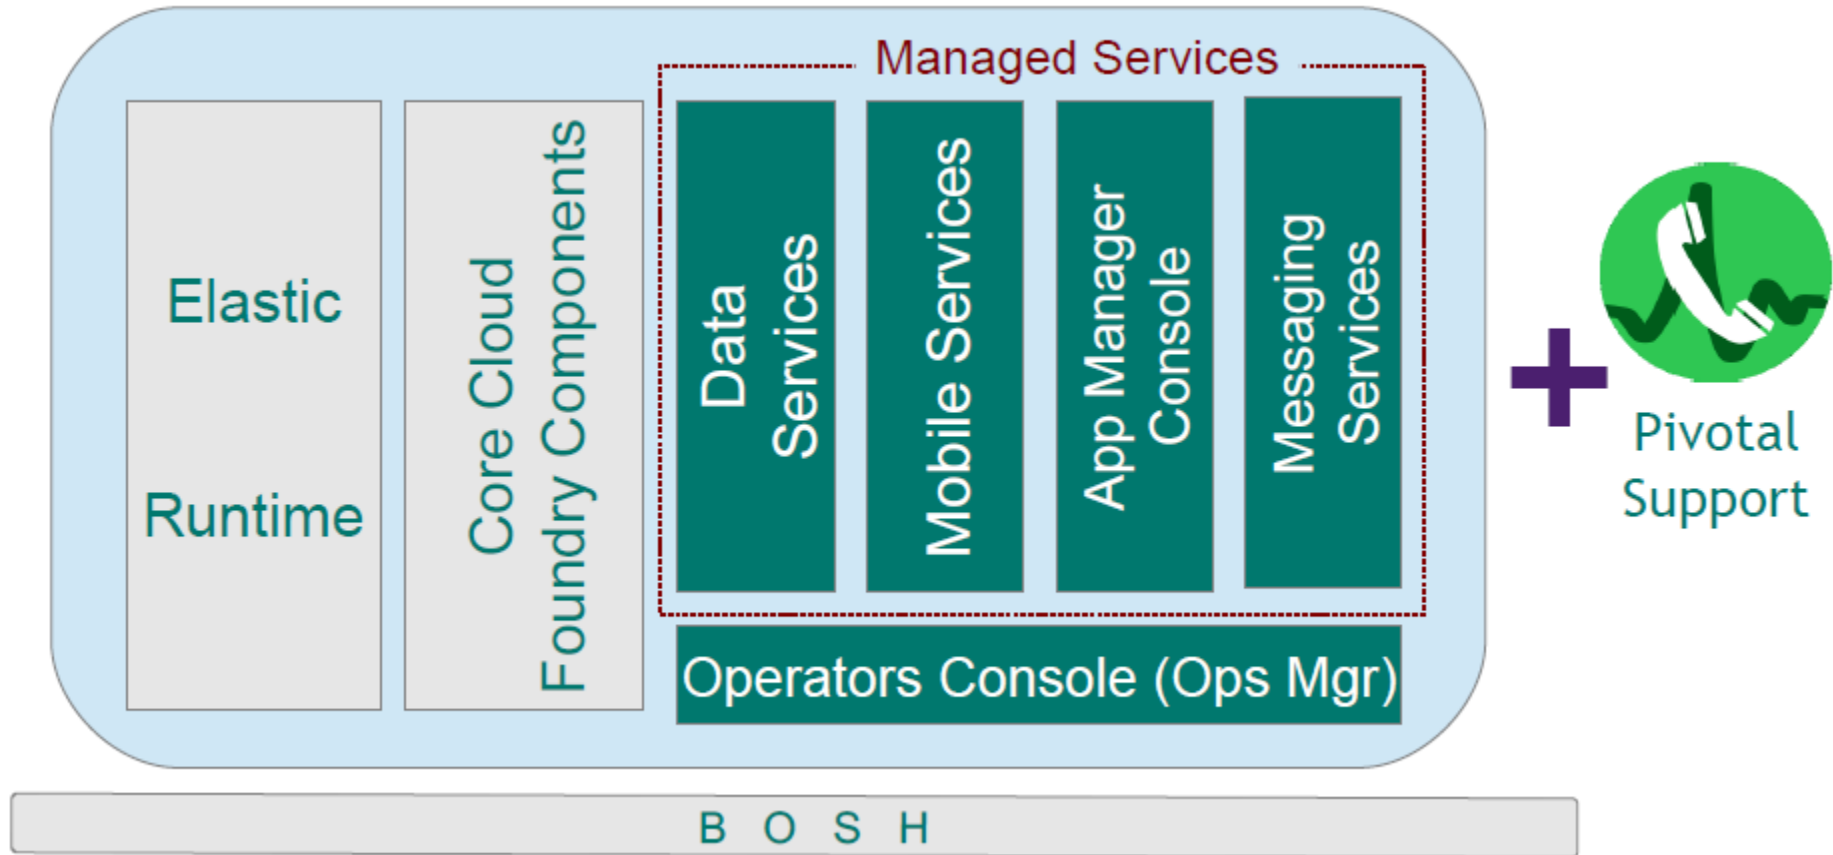 Managed Services
Elastic
Runtime
Core Cloud
Foundry Components
Data
Services
Mobile Services
App Manager
Console
Messaging
Services
Operators Console (Ops Mgr)
Pivotal
Support
B O S H